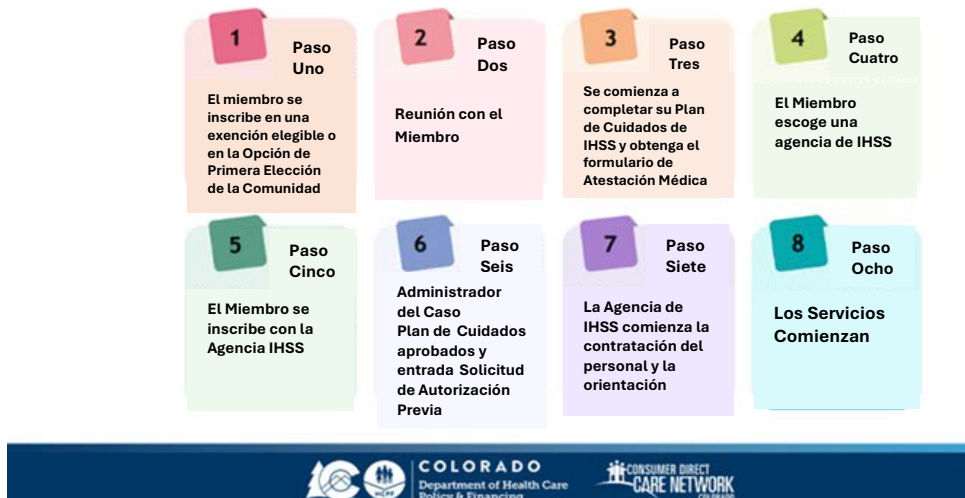 1
Paso
Uno
El miembro se
inscribe en una
exención elegible o
en la Opción de
Primera Elección
de la Comunidad
2
Paso
Dos
Reunión con el
Miembro
3
Paso
Tres
Se comienza a
completar su Plan
de Cuidados de
IHSS y obtenga el
formulario de
Atestación Médica
4
Paso
Cuatro
El Miembro
escoge una
agencia de IHSS
5
Paso
Cinco
El Miembro se
inscribe con la
Agencia IHSS
6
Paso
Seis
Administrador
del Caso
Plan de Cuidados
aprobados y
entrada Solicitud
de Autorización
Previa
7
Paso
Siete
La Agencia de
IHSS comienza la
contratación del
personal y la
orientación
8
Paso
Ocho
Los Servicios
Comienzan
HCPF
COLORADO
Department of Health Care
Policy & Financing
CONSUMER DIRECT
CARE NETWORK
COLORADO